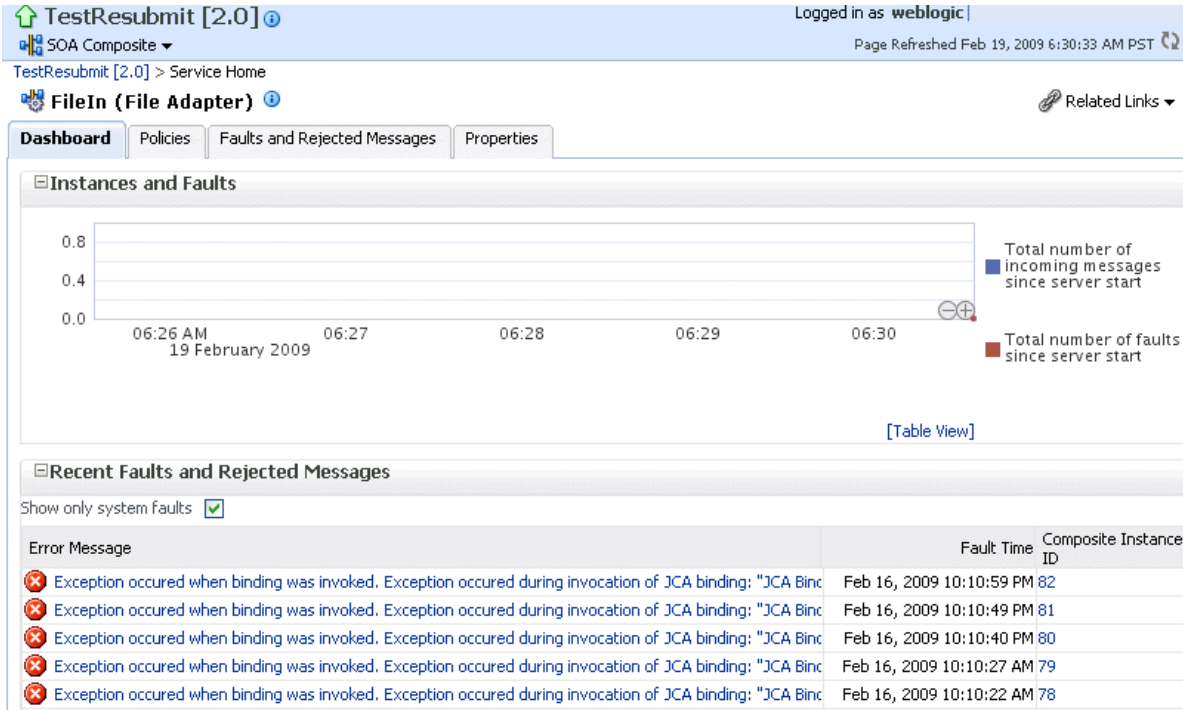 TestResubmit [2.0]
Logged in as weblogic
SOA Composite
Page Refreshed Feb 19, 2009 6:30:33 AM PST
TestResubmit [2.0] > Service Home
FileIn (File Adapter)
Related Links
Dashboard Policies Faults and Rejected Messages Properties
Instances and Faults
0.8
0.4
0.0
06:26 AM 06:27 06:28 06:29 06:30
19 February 2009
Total number of
incoming messages
since server start
Total number of faults
since server start
[Table View]
Recent Faults and Rejected Messages
Show only system faults
Error Message Fault Time Composite Instance
ID
Exception occured when binding was invoked. Exception occured during invocation of JCA binding: "JCA Binc Feb 16, 2009 10:10:59 PM 82
Exception occured when binding was invoked. Exception occured during invocation of JCA binding: "JCA Binc Feb 16, 2009 10:10:49 PM 81
Exception occured when binding was invoked. Exception occured during invocation of JCA binding: "JCA Binc Feb 16, 2009 10:10:40 PM 80
Exception occured when binding was invoked. Exception occured during invocation of JCA binding: "JCA Binc Feb 16, 2009 10:10:27 AM 79
Exception occured when binding was invoked. Exception occured during invocation of JCA binding: "JCA Binc Feb 16, 2009 10:10:22 AM 78